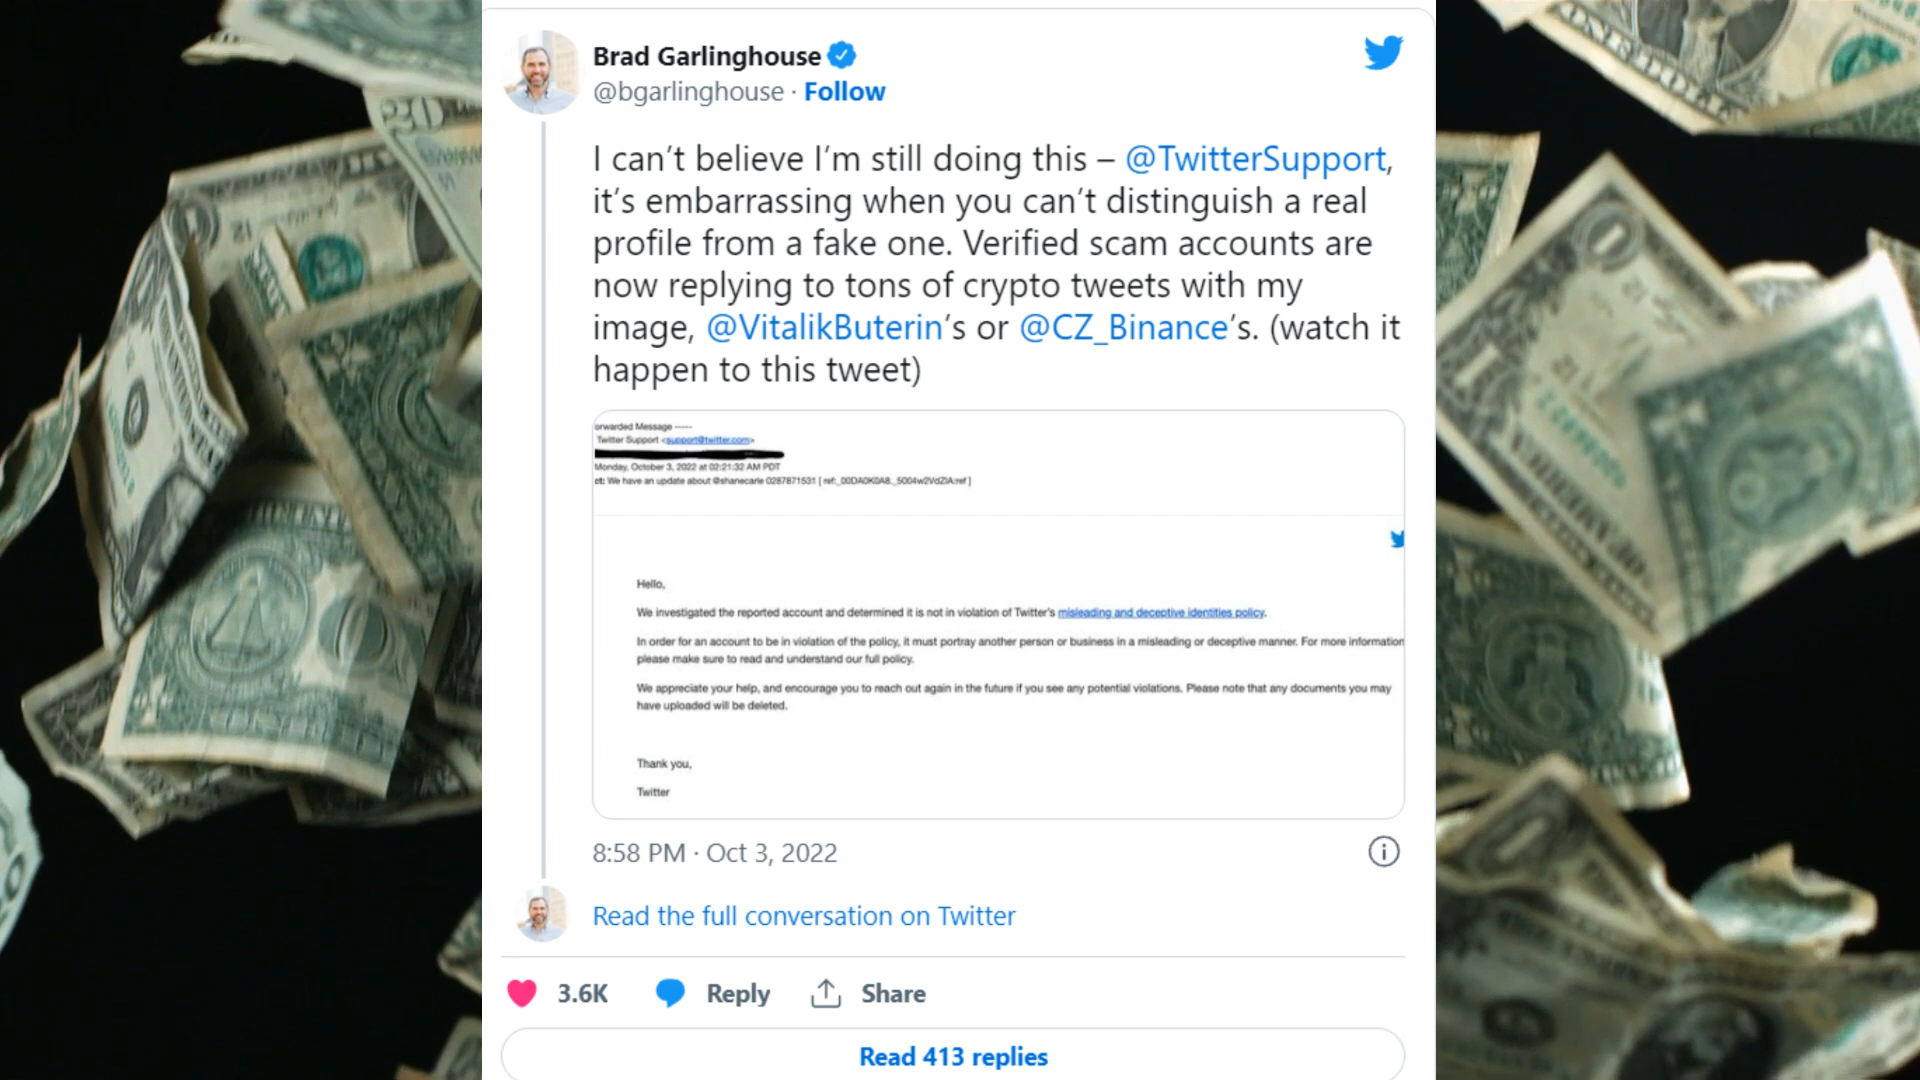 Brad Garlinghouse
@bgarlinghouse · Follow
I can’t believe I’m still doing this – @TwitterSupport,
it’s embarrassing when you can’t distinguish a real
profile from a fake one. Verified scam accounts are
now replying to tons of crypto tweets with my
image, @VitalikButerin’s or @CZ_Binance’s. (watch it
happen to this tweet)
orwarded Message -----
Twitter Support <support@twitter.com>
Monday, October 3, 2022 at 02:21:32 AM PDT
ct: We have an update about @shanecarle 0287871531 [ ref:_00DA0K0A8._5004w2VdZIA:ref ]
Hello,
We investigated the reported account and determined it is not in violation of Twitter's misleading and deceptive identities policy.
In order for an account to be in violation of the policy, it must portray another person or business in a misleading or deceptive manner. For more information
please make sure to read and understand our full policy.
We appreciate your help, and encourage you to reach out again in the future if you see any potential violations. Please note that any documents you may
have uploaded will be deleted.
Thank you,
Twitter
8:58 PM · Oct 3, 2022
Read the full conversation on Twitter
3.6K Reply Share
Read 413 replies